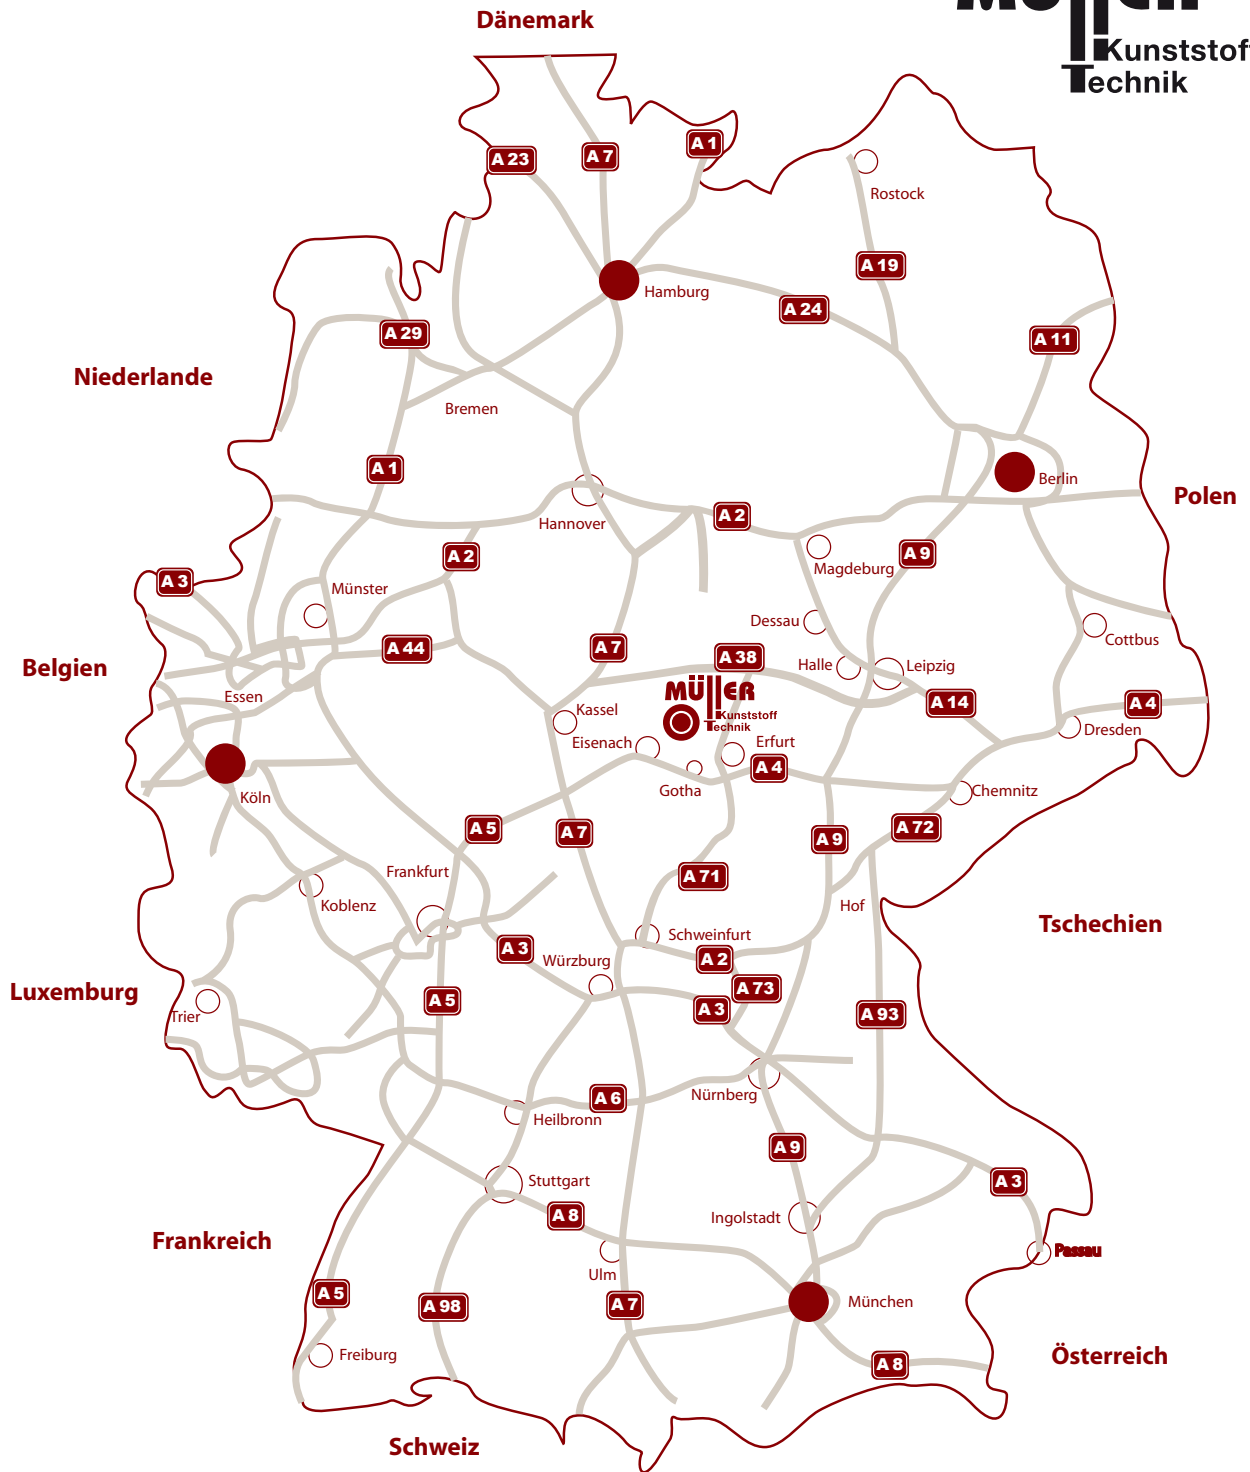 Dänemark
MÜLLER
Kunststoff
Technik
A 23
A 7
A 1
Rostock
A 19
Hamburg
A 24
A 29
A 11
Niederlande
Bremen
A 1
Berlin
Polen
Hannover
A 2
A 2
A 9
Magdeburg
A 3
Münster
Dessau
Cottbus
A 44
A 7
A 38
Halle
Leipzig
Belgien
Essen
MÜLLER
Kunststoff
Technik
A 14
A 4
Kassel
Eisenach
Erfurt
Dresden
A 4
Gotha
Chemnitz
Köln
A 5
A 7
A 9
A 72
Frankfurt
A 71
Koblenz
Hof
Tschechien
Schweinfurt
A 3
Würzburg
A 2
A 73
Luxemburg
A 5
A 3
A 93
Trier
Nürnberg
A 6
Heilbronn
A 9
Stuttgart
A 3
A 8
Ingolstadt
Frankreich
Passau
Ulm
A 5
A 98
A 7
München
Freiburg
A 8
Österreich
Schweiz